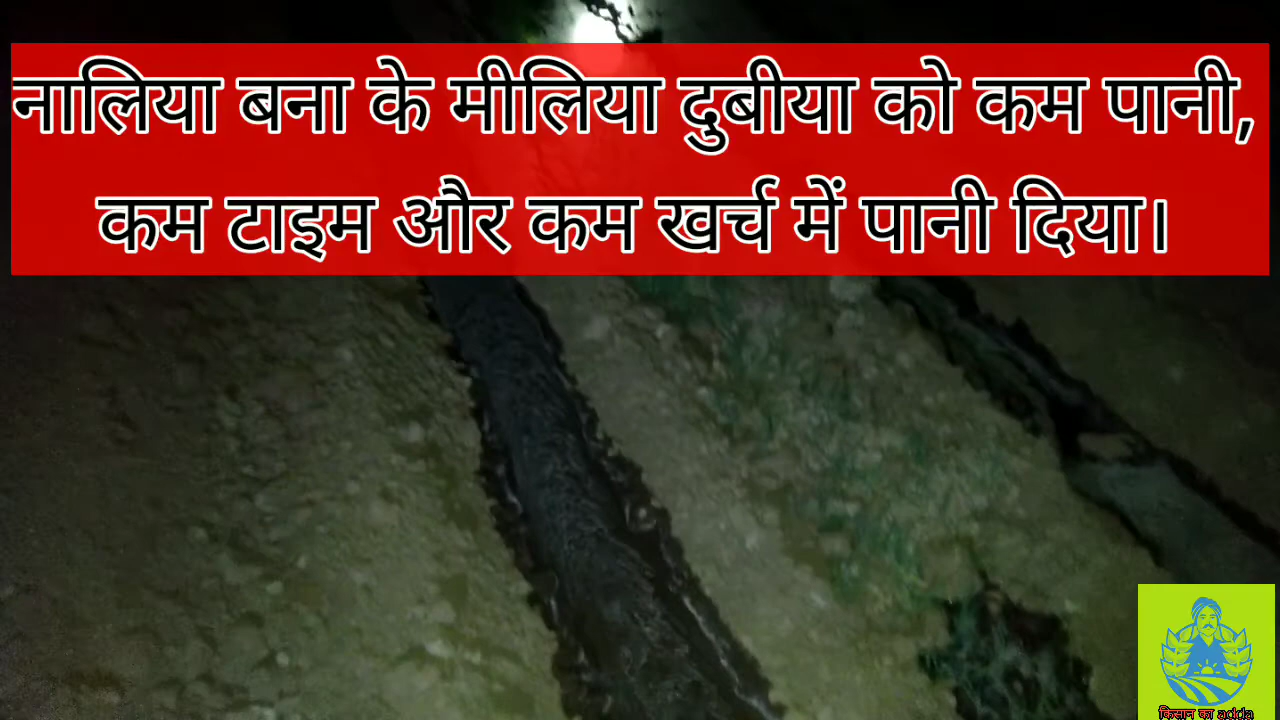 नालिया बना के मीलिया दुबीया को कम पानी,
कम टाइम और कम खर्च में पानी दिया।
किसान का adda